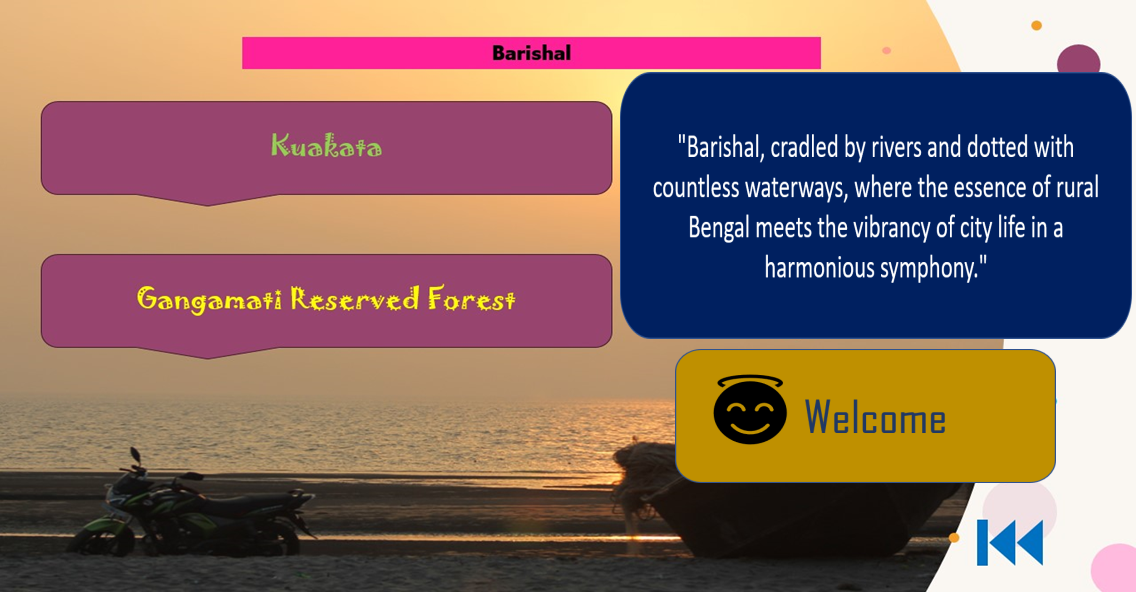 Barishal
Kuakata
Gangamati Reserved Forest
"Barishal, cradled by rivers and dotted with
countless waterways, where the essence of rural
Bengal meets the vibrancy of city life in a
harmonious symphony."
Welcome